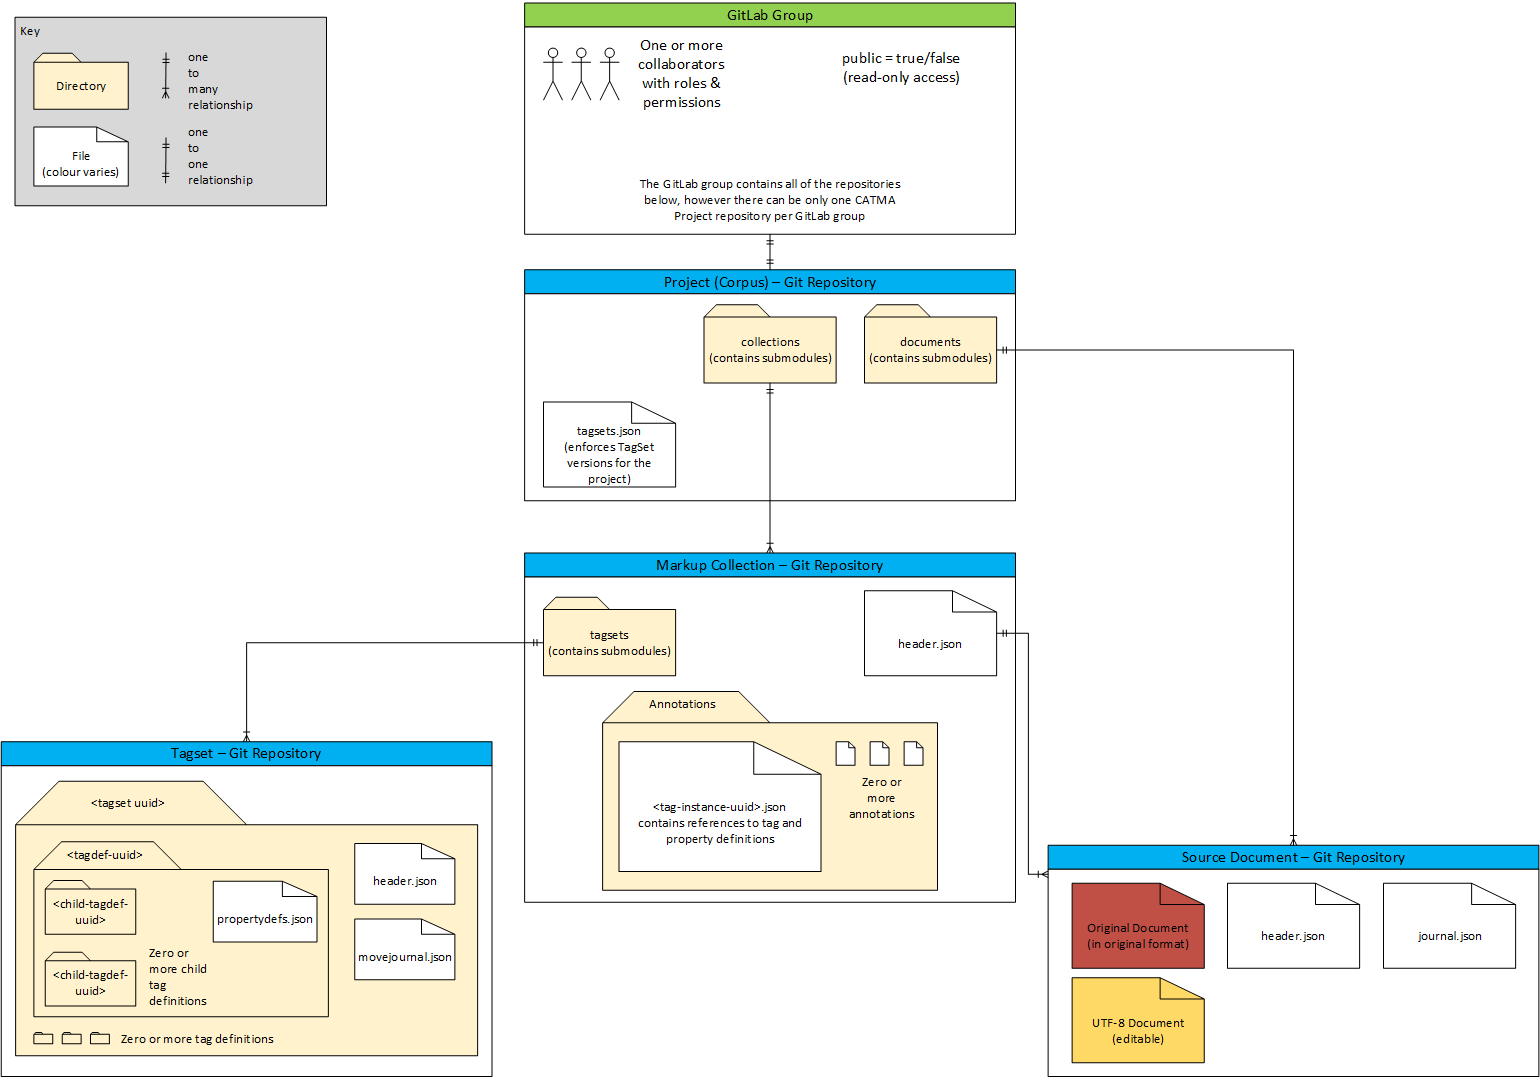 Key
Directory
one
to
many
relationship
File
(colour varies)
one
to
one
relationship
GitLab Group
One or more
collaborators
with roles &
permissions
public = true/false
(read-only access)
The GitLab group contains all of the repositories
below, however there can be only one CATMA
Project repository per GitLab group
Project (Corpus) – Git Repository
collections
(contains submodules)
documents
(contains submodules)
tagsets.json
(enforces TagSet
versions for the
project)
Markup Collection – Git Repository
tagsets
(contains submodules)
header.json
Annotations
<tag-instance-uuid>.json
contains references to tag and
property definitions
Zero or
more
annotations
Tagset – Git Repository
<tagset uuid>
<tagdef-uuid>
<child-tagdef-
uuid>
<child-tagdef-
uuid>
propertydefs.json
Zero or
more child
tag
definitions
header.json
movejournal.json
Zero or more tag definitions
Source Document – Git Repository
Original Document
(in original format)
header.json
journal.json
UTF-8 Document
(editable)